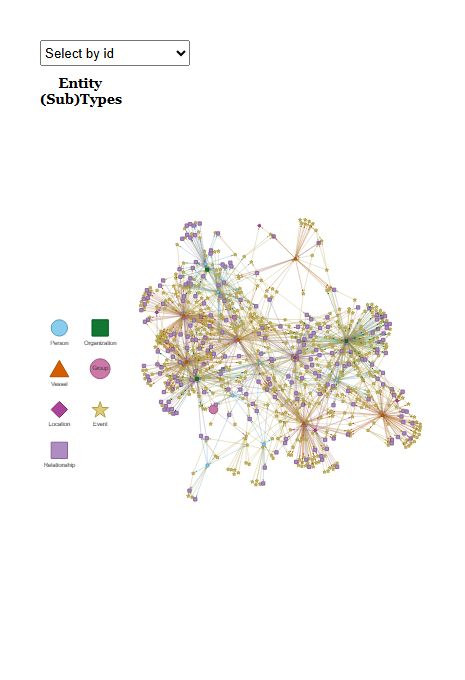 Select by id
Entity
(Sub)Types
Person
Organization
Vessel
Group
Location
Event
Relationship